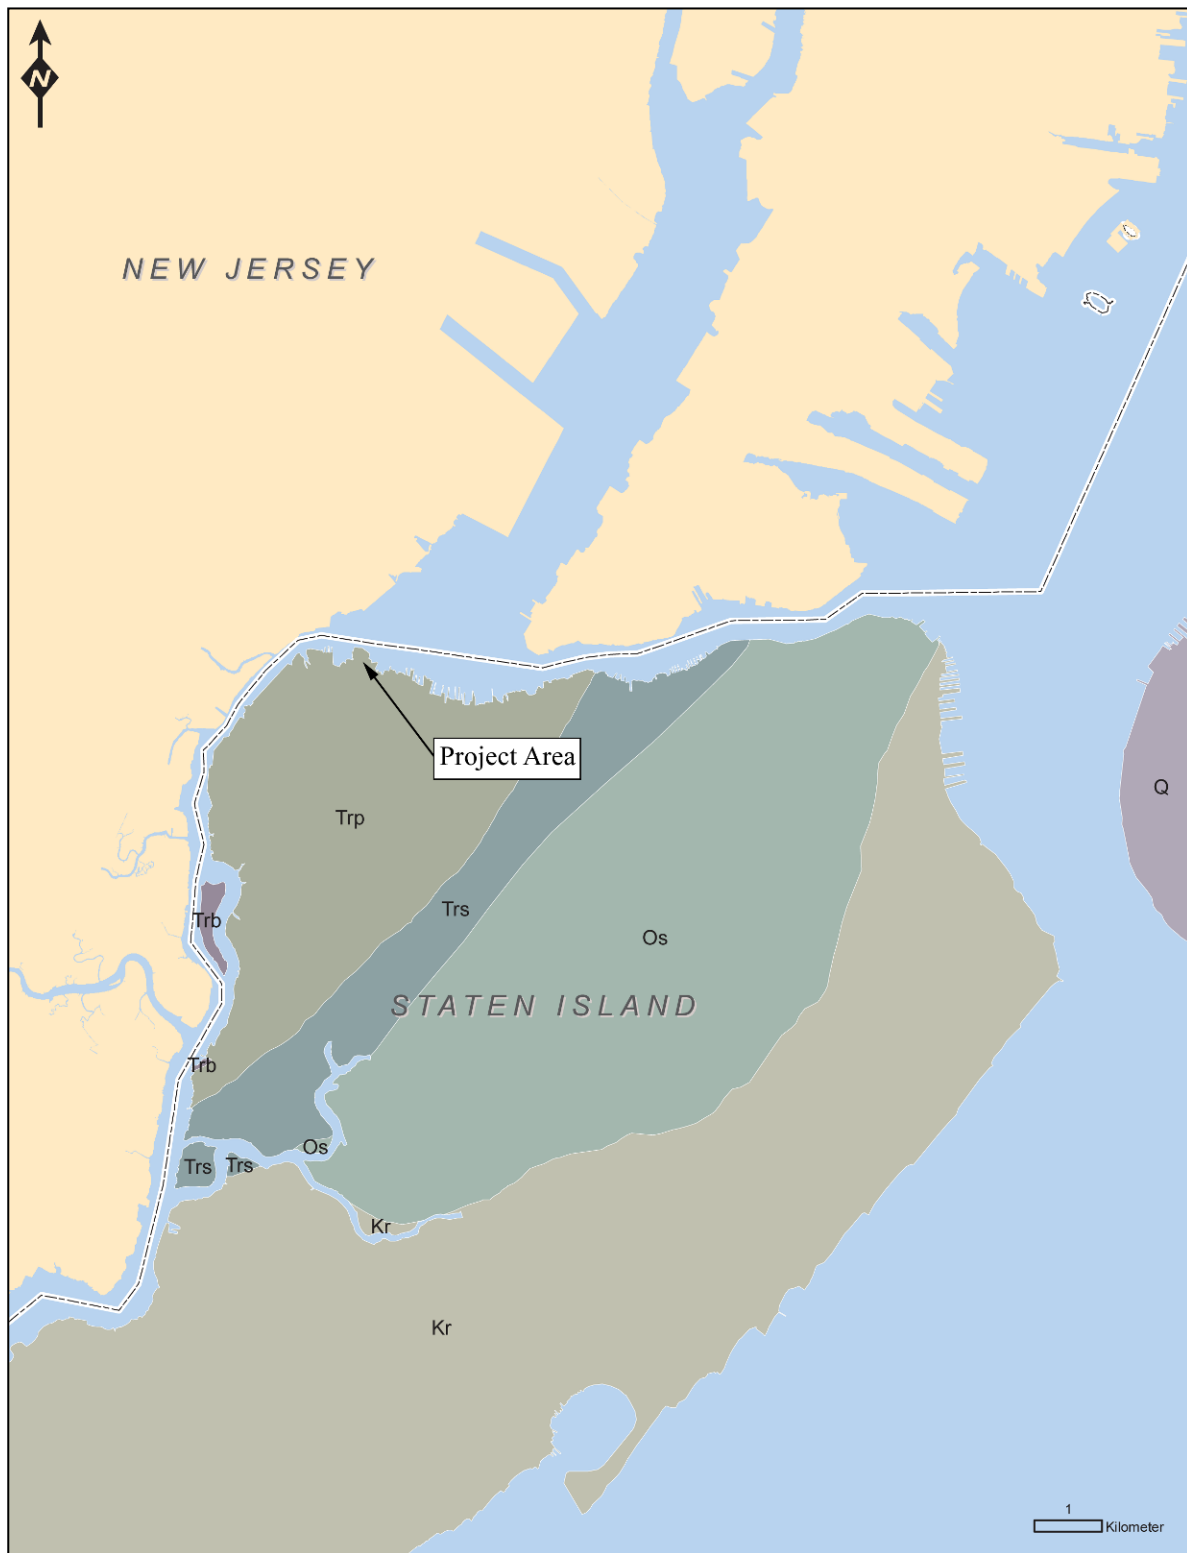 N
NEW JERSEY
Project Area
Q
Trp
Trb
Trs
Os
STATEN ISLAND
Trb
Os
Trs
Trs
Kr
Kr
1
Kilometer